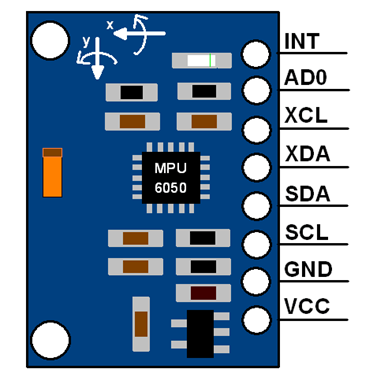 x
y
INT
AD0
XCL
XDA
MPU
6050
SDA
SCL
GND
VCC